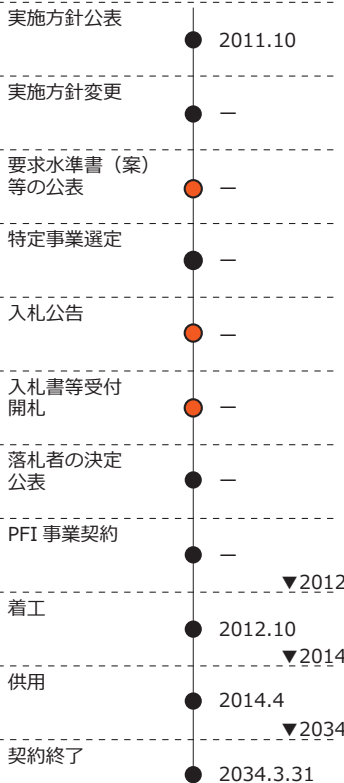 実施方針公表
2011.10
実施方針変更
—
要求水準書（案）
等の公表
—
特定事業選定
—
入札公告
—
入札書等受付
開札
—
落札者の決定
公表
—
PFI 事業契約
—
▼2012
着工
2012.10
▼2014
供用
2014.4
▼2034
契約終了
2034.3.31